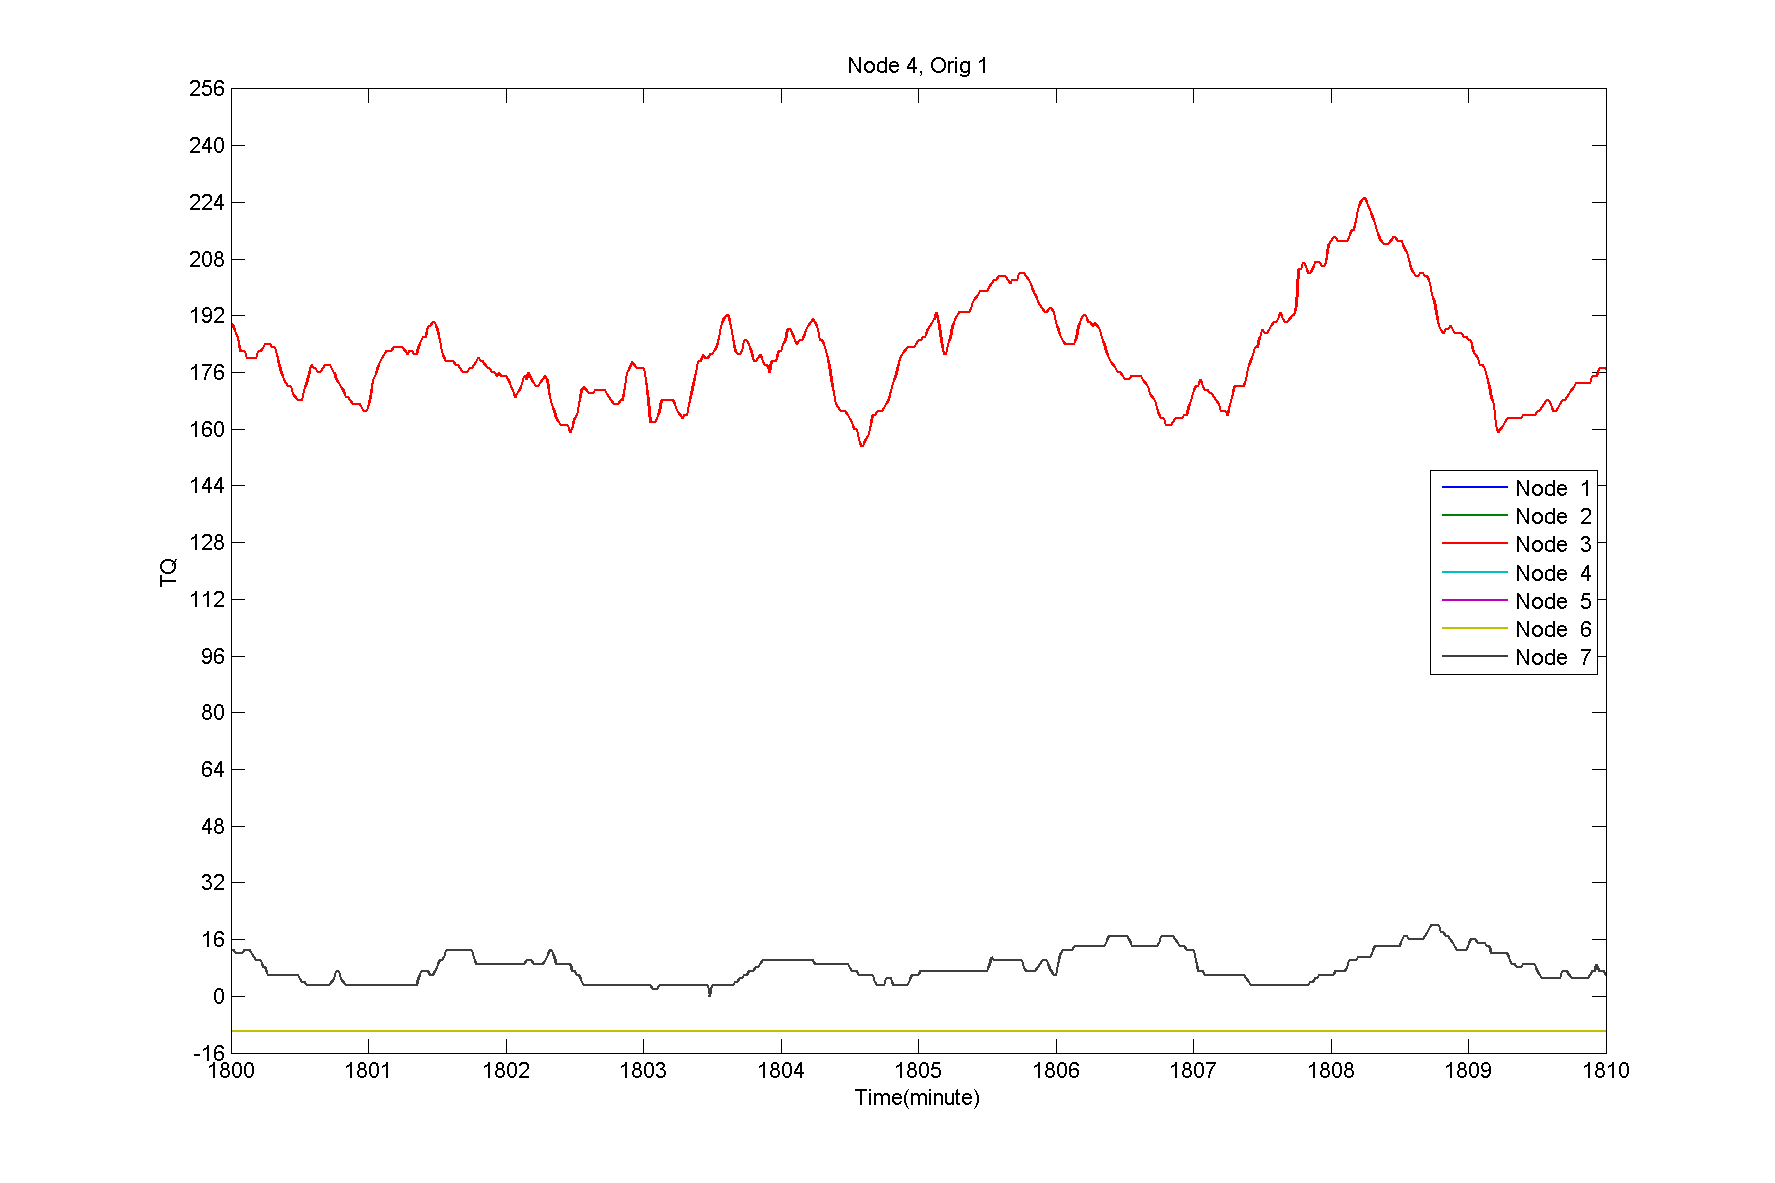 Node 4, Orig 1
256
240
224
208
192
176
160
144
128
112
96
80
64
48
32
16
0
-16
TQ
Node 1
Node 2
Node 3
Node 4
Node 5
Node 6
Node 7
1800 1801 1802 1803 1804 1805 1806 1807 1808 1809 1810
Time(minute)